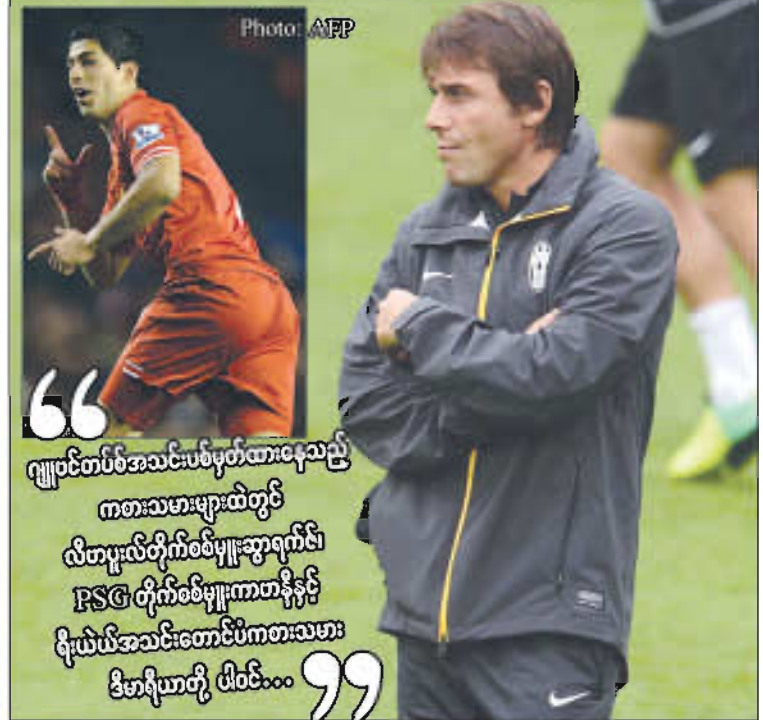 Photo: AFP
ဂျူဗင်တပ်စ်အသင်းပစ်မှတ်ထားနေသည့်
ကစားသမားများထဲတွင်
လီဗာပူးလ်တိုက်စစ်မှူးဆွာရက်ဇ်၊
PSG တိုက်စစ်မှူးကာဗာနီနှင့်
ရီးယဲယ်အသင်းတောင်ပံကစားသမား
ဒီမာရီယာတို့ ပါဝင်...